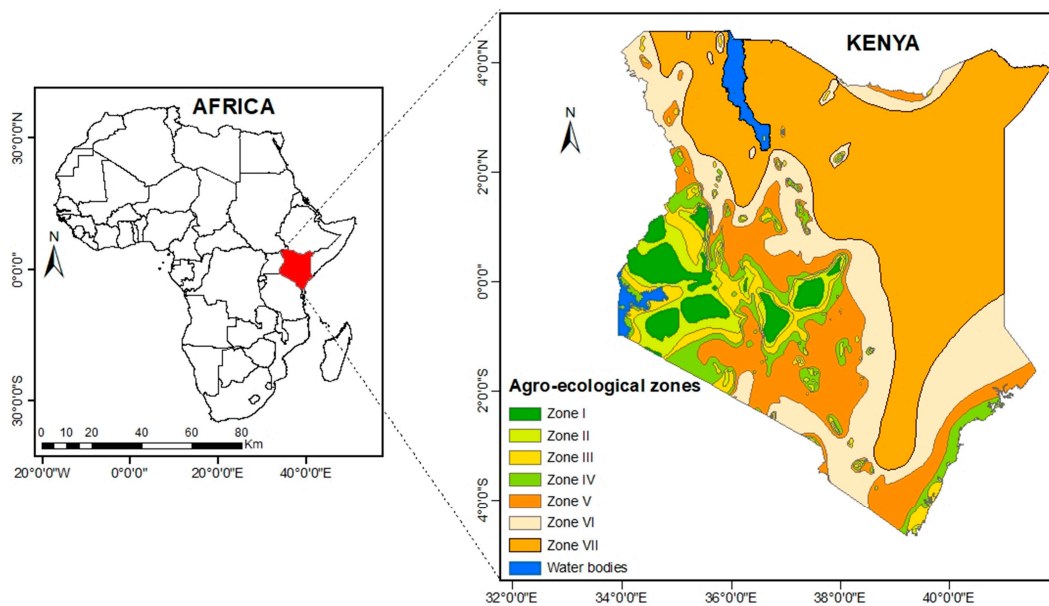 AFRICA
N
30°0'0"N
0°0'0"
30°0'0"S
0 5 10 20 40 60 80
Km
20°0'0"W 0°0'0" 20°0'0"E 40°0'0"E
KENYA
N
4°0'0"N
2°0'0"N
0°0'0"
2°0'0"S
4°0'0"S
Agro-ecological zones
Zone I
Zone II
Zone III
Zone IV
Zone V
Zone VI
Zone VII
Water bodies
32°0'0"E 34°0'0"E 36°0'0"E 38°0'0"E 40°0'0"E